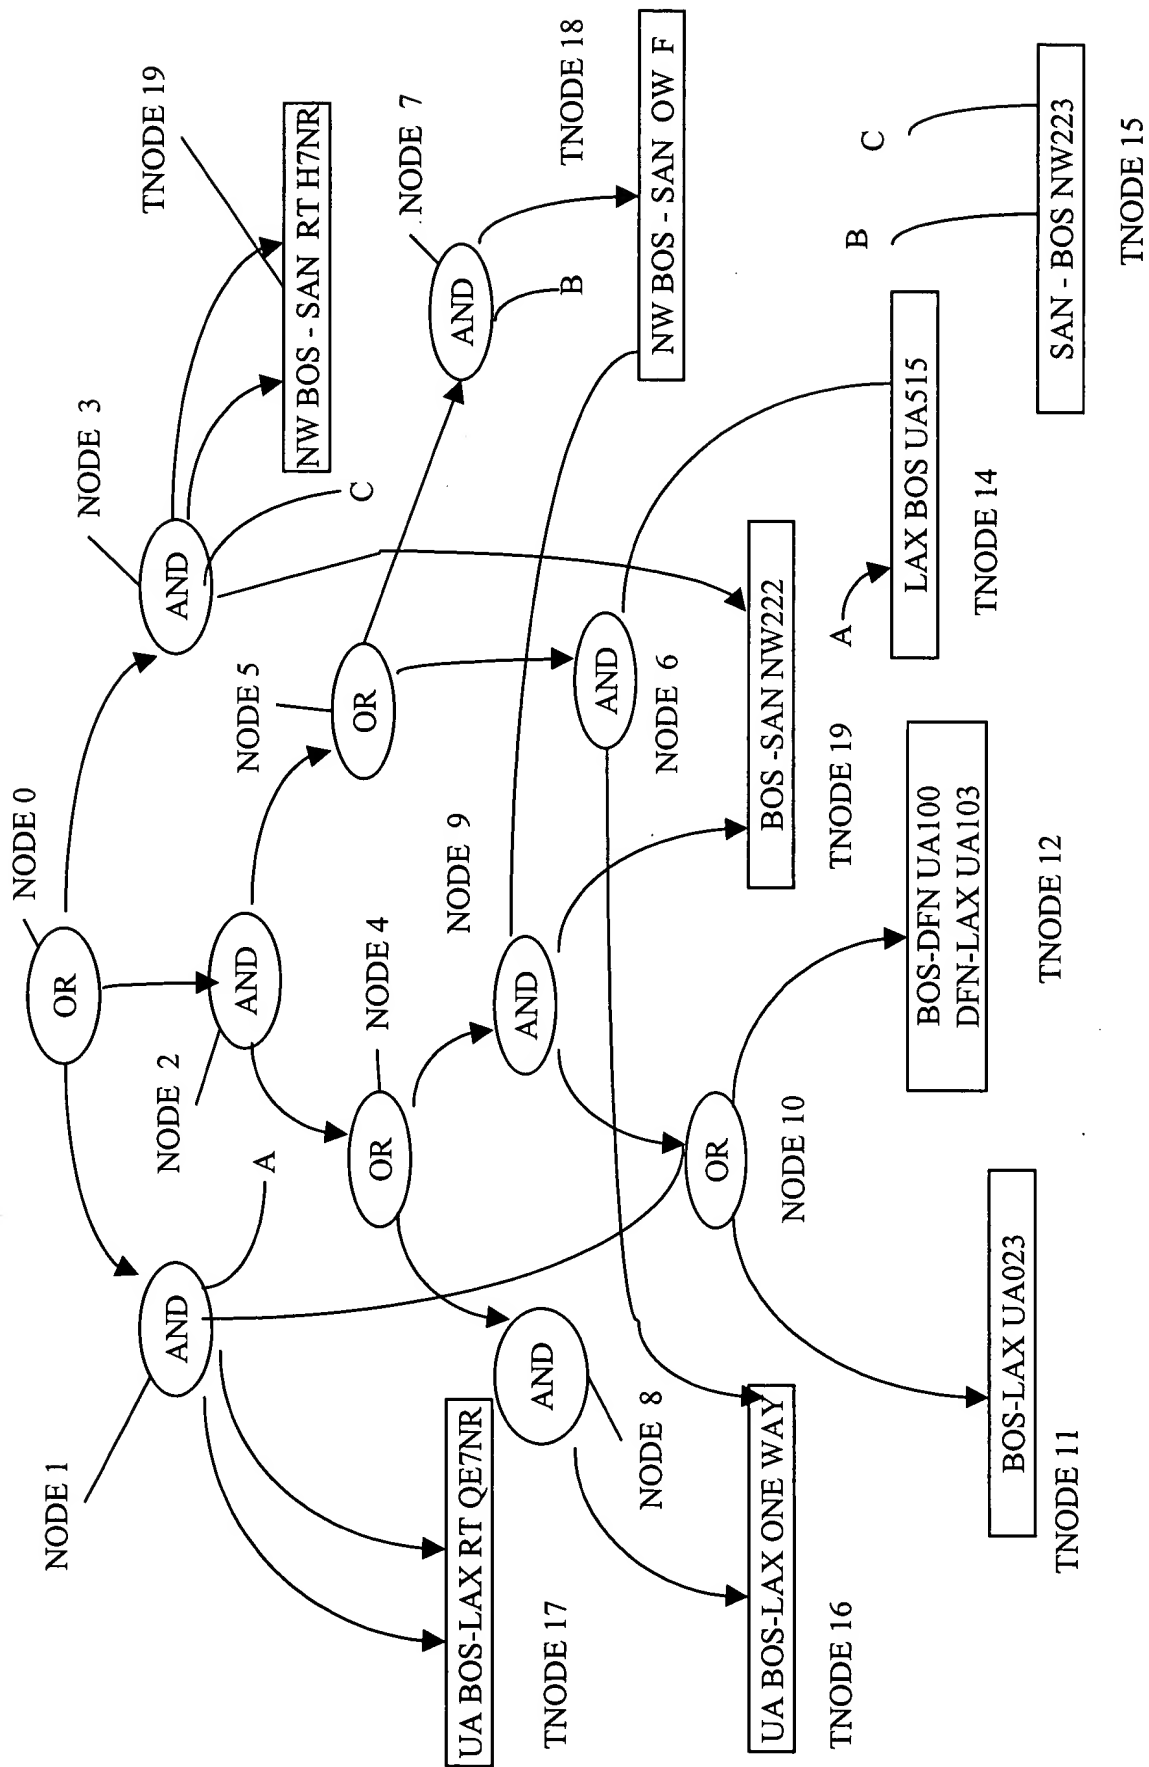 NODE 0
OR
NODE 1
AND
NODE 2
AND
A
NODE 3
AND
C
TNODE 19
NW BOS - SAN RT H7NR
NODE 4
OR
NODE 5
OR
NODE 7
AND
B
TNODE 18
NW BOS - SAN OW F
UA BOS-LAX RT QE7NR
TNODE 17
AND
NODE 8
NODE 9
AND
AND
NODE 6
UA BOS-LAX ONE WAY
TNODE 16
OR
NODE 10
BOS -SAN NW222
TNODE 19
A
LAX BOS UA515
TNODE 14
B
C
SAN - BOS NW223
TNODE 15
BOS-LAX UA023
TNODE 11
BOS-DFN UA100
DFN-LAX UA103
TNODE 12